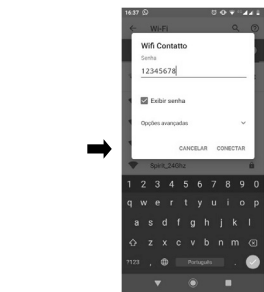 16:37
Wi-Fi
Wifi Contatto
Senha
12345678
Exibir senha
Opções avançadas
CANCELAR CONECTAR
Spirit_24Ghz
1 2 3 4 5 6 7 8 9 0
q w e r t y u i o p
a s d f g h j k l
z x c v b n m
?123 , Português .